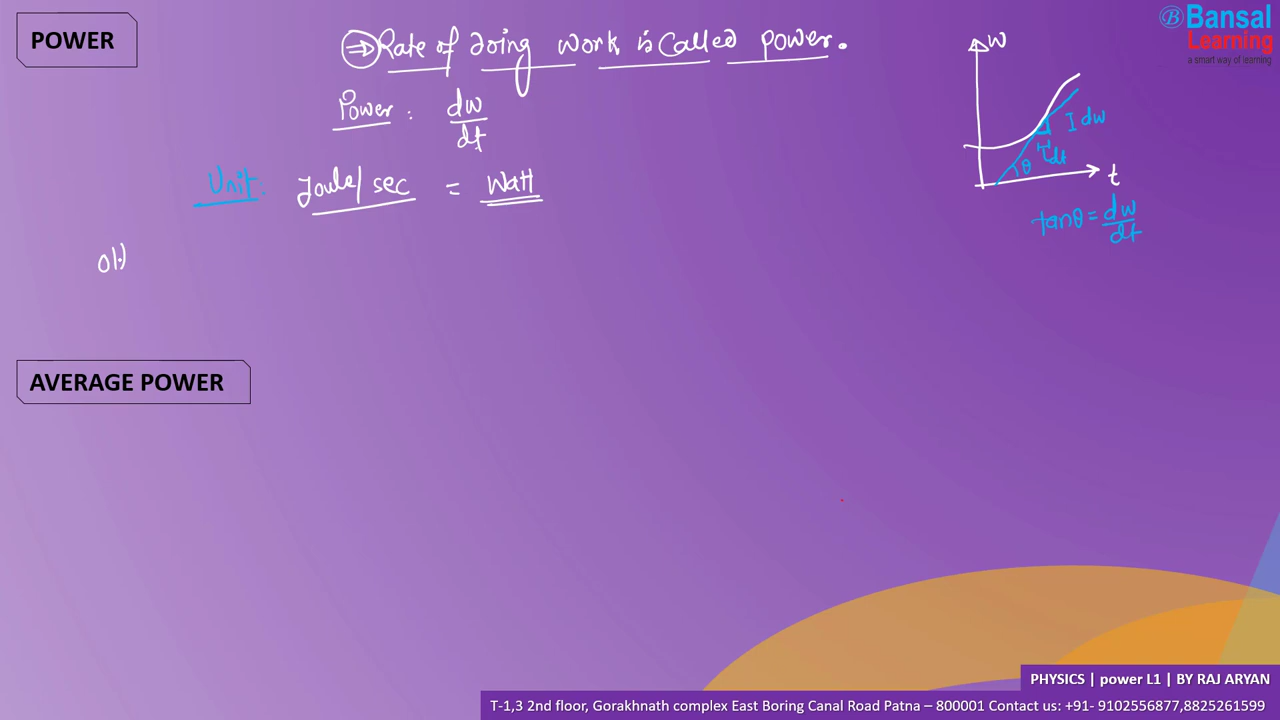 POWER
⇒ Rate of doing work is called power.
Power : dw/dt
Unit : Joule/sec = Watt
01)
W
I dw
dt
θ
t
tanθ = dw/dt
B Bansal
Learning
a smart way of learning
AVERAGE POWER
PHYSICS | power L1 | BY RAJ ARYAN
T-1,3 2nd floor, Gorakhnath complex East Boring Canal Road Patna – 800001 Contact us: +91- 9102556877,8825261599